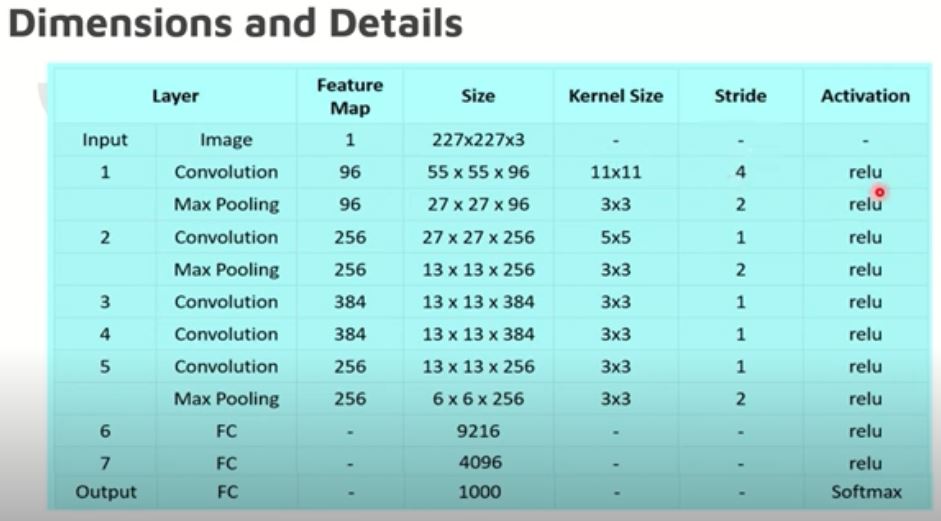 Dimensions and Details
Layer Feature Map Size Kernel Size Stride Activation
Input Image 1 227x227x3 - - -
1 Convolution 96 55 x 55 x 96 11x11 4 relu
Max Pooling 96 27 x 27 x 96 3x3 2 relu
2 Convolution 256 27 x 27 x 256 5x5 1 relu
Max Pooling 256 13 x 13 x 256 3x3 2 relu
3 Convolution 384 13 x 13 x 384 3x3 1 relu
4 Convolution 384 13 x 13 x 384 3x3 1 relu
5 Convolution 256 13 x 13 x 256 3x3 1 relu
Max Pooling 256 6 x 6 x 256 3x3 2 relu
6 FC - 9216 - - relu
7 FC - 4096 - - relu
Output FC - 1000 - - Softmax